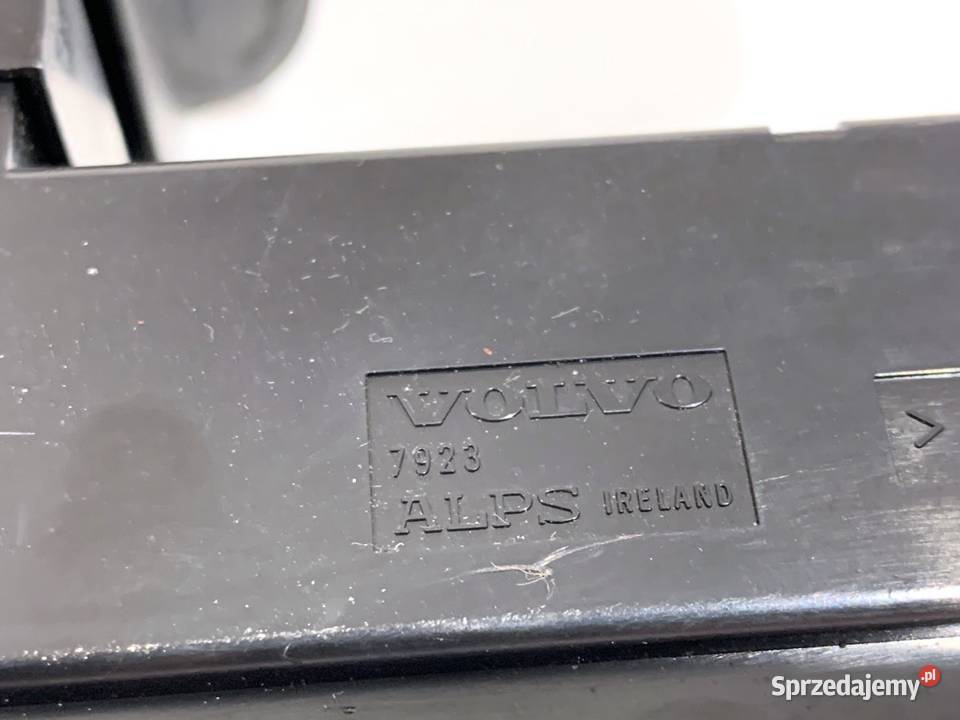 VOLVO
7923
ALPS IRELAND
>
Sprzedajemy.pl